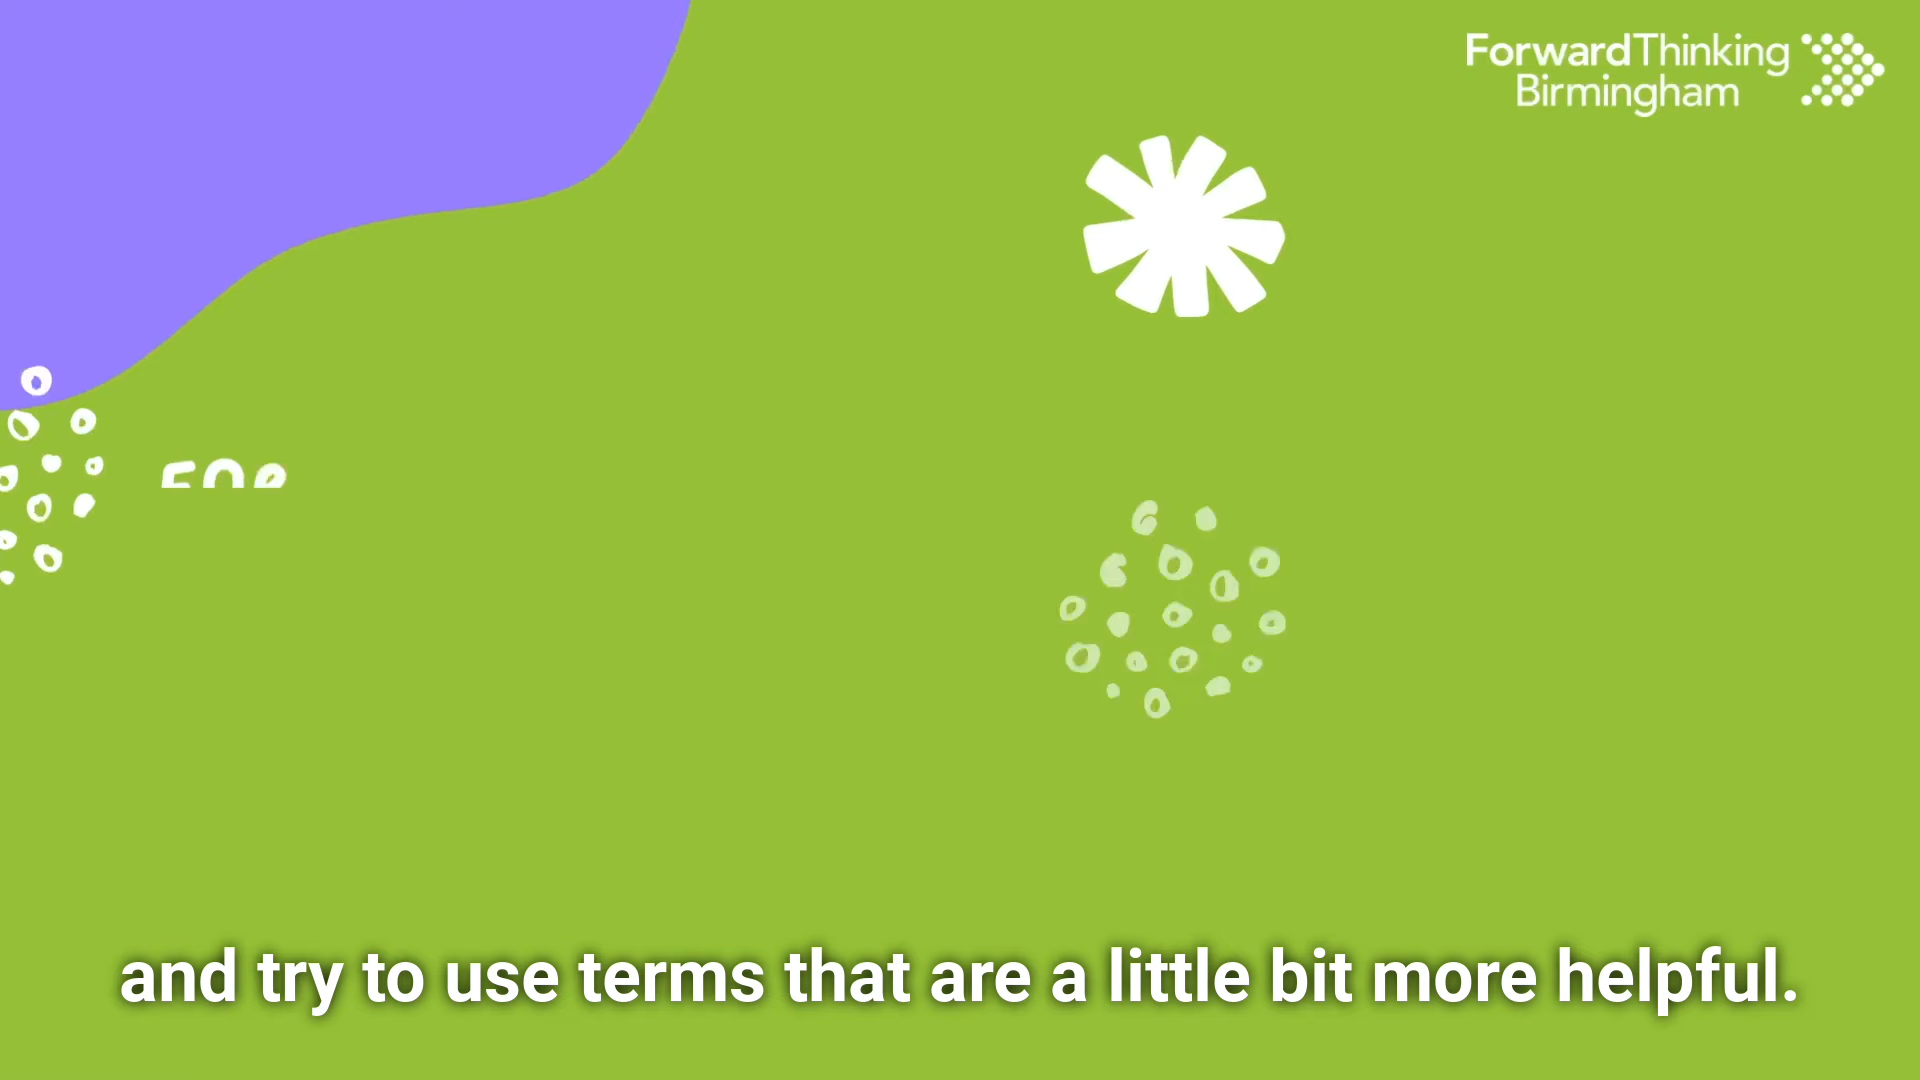 ForwardThinking
Birmingham
and try to use terms that are a little bit more helpful.